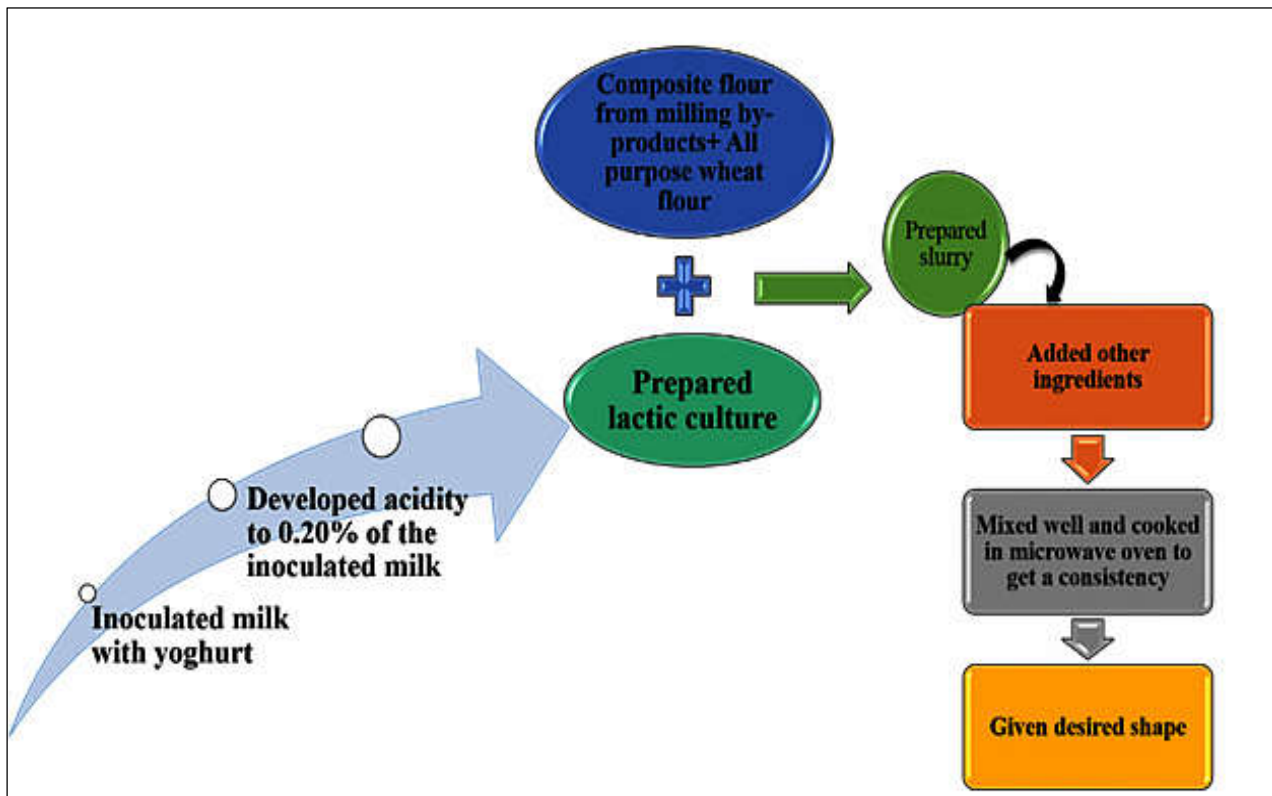 Inoculated milk
with yoghurt
Developed acidity
to 0.20% of the
inoculated milk
Composite flour
from milling by-
products+ All
purpose wheat
flour
Prepared
lactic culture
Prepared
slurry
Added other
ingredients
Mixed well and cooked
in microwave oven to
get a consistency
Given desired shape